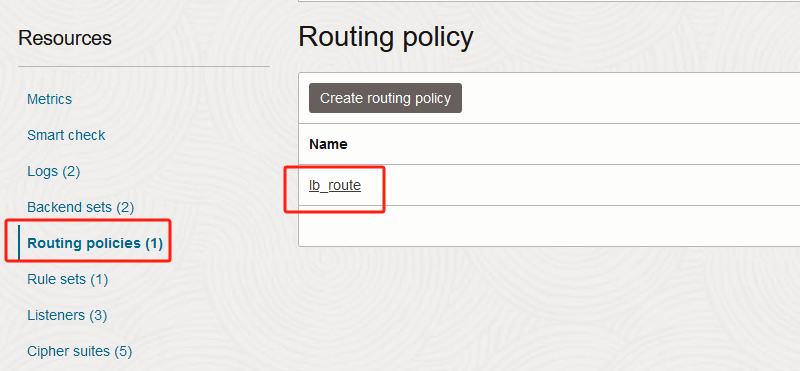 Resources
Metrics
Smart check
Logs (2)
Backend sets (2)
Routing policies (1)
Rule sets (1)
Listeners (3)
Cipher suites (5)
Routing policy
Create routing policy
Name
lb_route